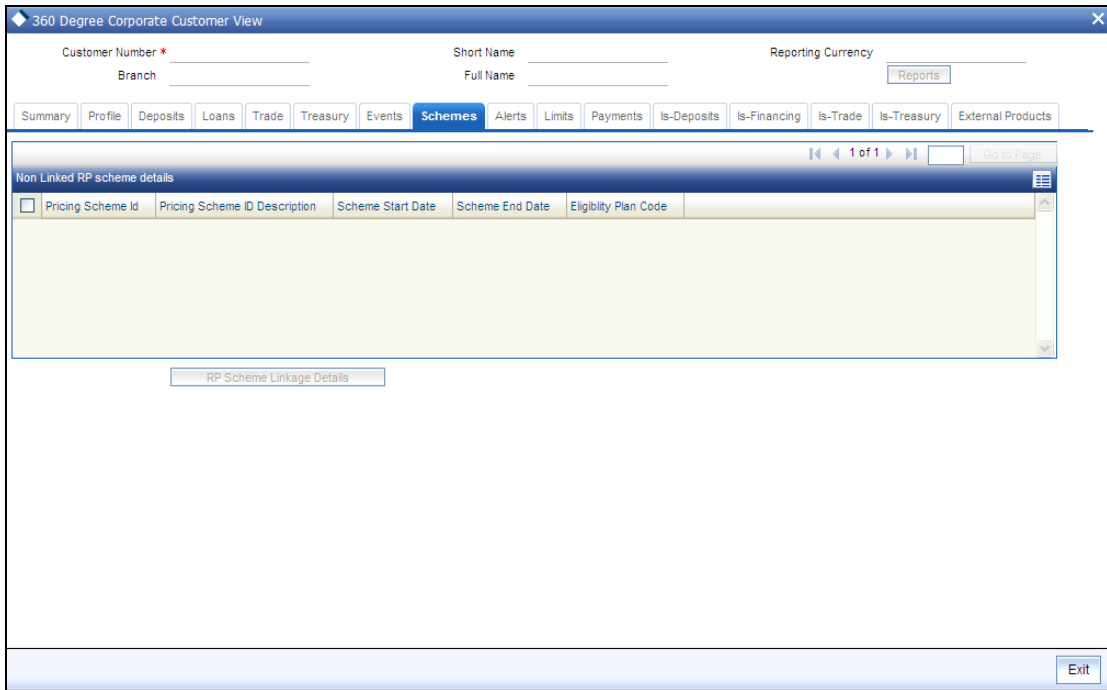 360 Degree Corporate Customer View
Customer Number * Short Name Reporting Currency
Branch Full Name Reports
Summary Profile Deposits Loans Trade Treasury Events Schemes Alerts Limits Payments Is-Deposits Is-Financing Is-Trade Is-Treasury External Products
1 of 1 Go to Page
Non Linked RP scheme details
Pricing Scheme Id Pricing Scheme ID Description Scheme Start Date Scheme End Date Eligiblity Plan Code
RP Scheme Linkage Details
Exit